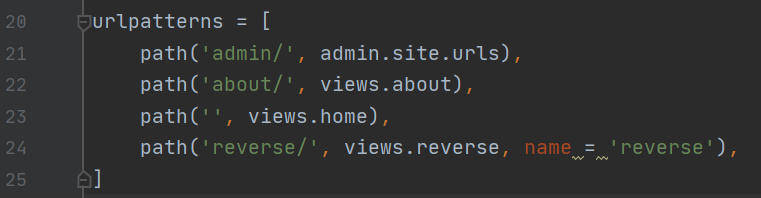 20 urlpatterns = [
21     path('admin/', admin.site.urls),
22     path('about/', views.about),
23     path('', views.home),
24     path('reverse/', views.reverse, name = 'reverse'),
25 ]